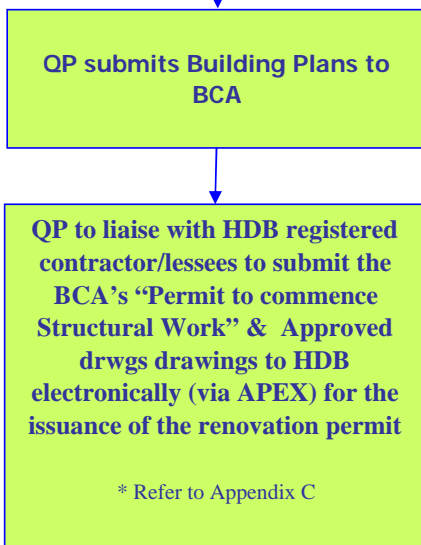 QP submits Building Plans to
BCA
QP to liaise with HDB registered
contractor/lessees to submit the
BCA's “Permit to commence
Structural Work” & Approved
drwgs drawings to HDB
electronically (via APEX) for the
issuance of the renovation permit
* Refer to Appendix C